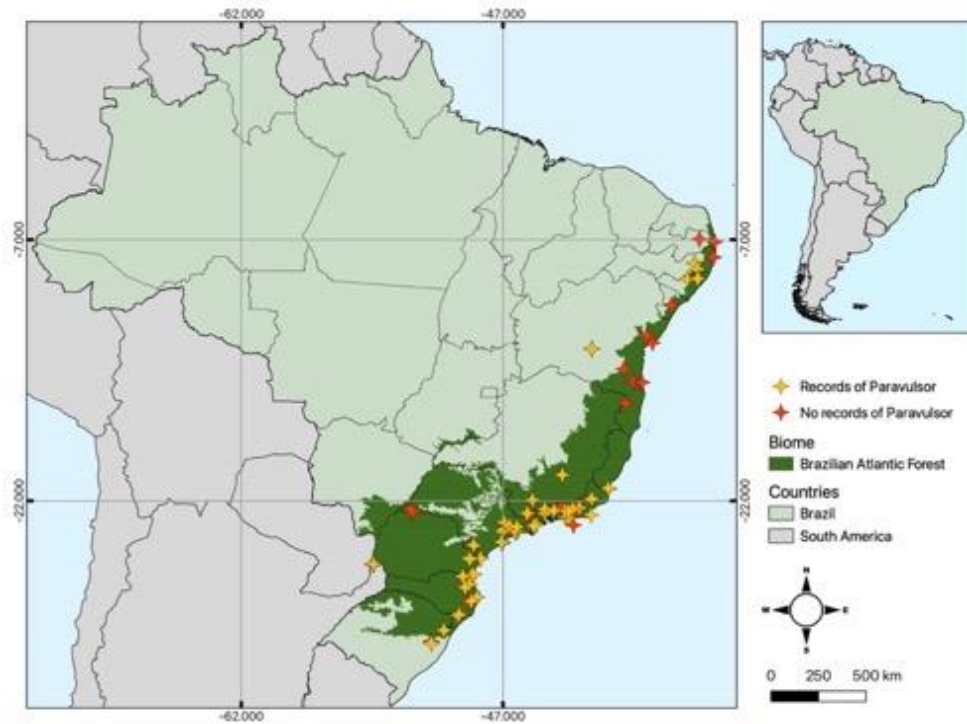 -62.000
-47.000
-7.000
-7.000
-22.000
-22.000
-62.000
-47.000
Records of Paravulsor
No records of Paravulsor
Biome
Brazilian Atlantic Forest
Countries
Brazil
South America
N
W
E
S
0 250 500 km